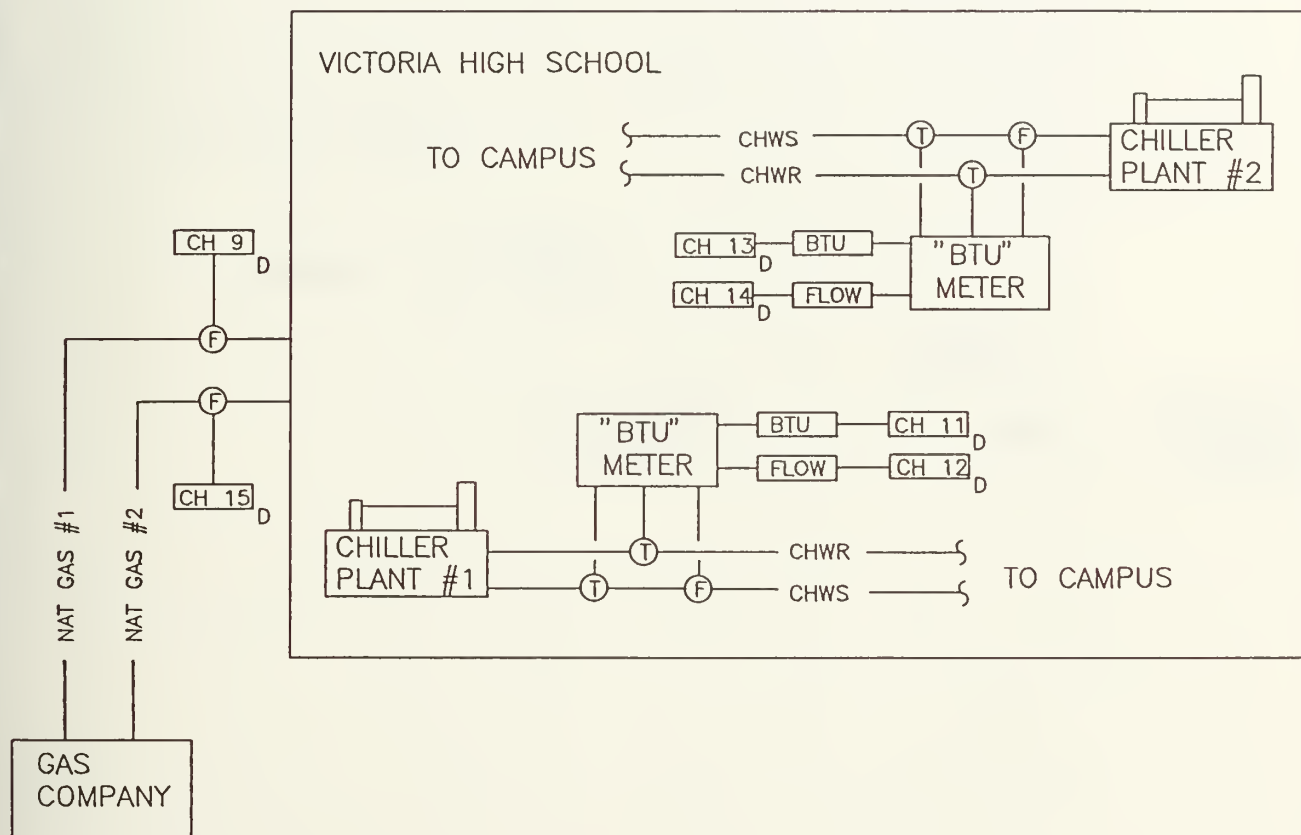 VICTORIA HIGH SCHOOL
TO CAMPUS
CHWS
CHWR
T
F
T
CHILLER
PLANT #2
CH 9
D
CH 13
D
BTU
CH 14
D
FLOW
"BTU"
METER
F
F
CH 15
D
"BTU"
METER
BTU
CH 11
D
FLOW
CH 12
D
CHILLER
PLANT #1
T
CHWR
T
F
CHWS
TO CAMPUS
NAT GAS #1
NAT GAS #2
GAS
COMPANY